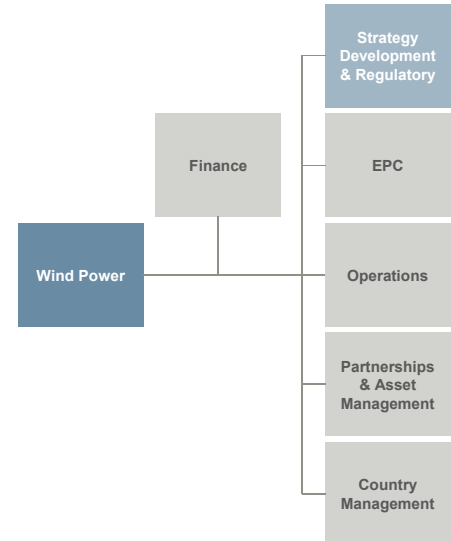 Strategy
Development
& Regulatory
Finance
EPC
Wind Power
Operations
Partnerships
& Asset
Management
Country
Management